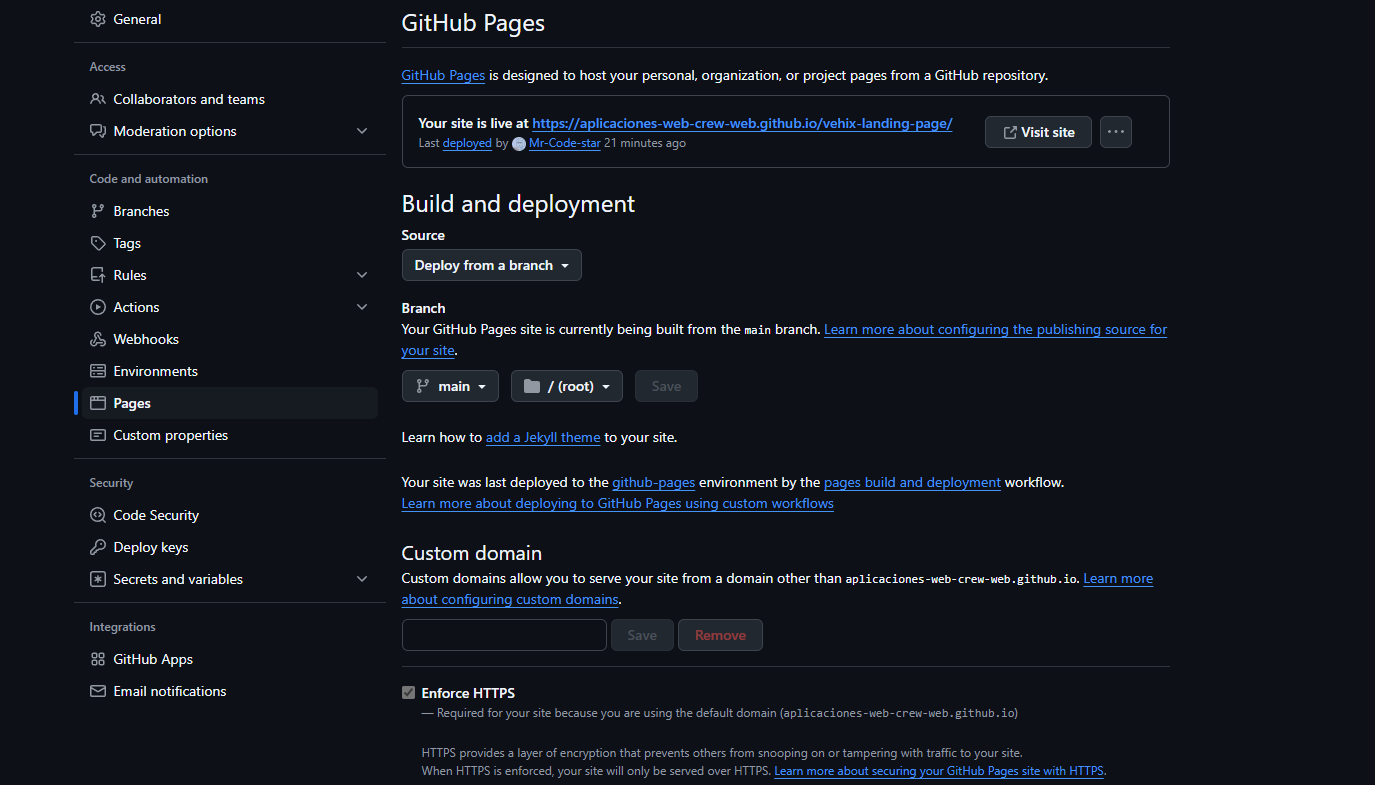 General
Access
Collaborators and teams
Moderation options
Code and automation
Branches
Tags
Rules
Actions
Webhooks
Environments
Pages
Custom properties
Security
Code Security
Deploy keys
Secrets and variables
Integrations
GitHub Apps
Email notifications
GitHub Pages
GitHub Pages is designed to host your personal, organization, or project pages from a GitHub repository.
Your site is live at https://aplicaciones-web-crew-web.github.io/vehix-landing-page/
Last deployed by Mr-Code-star 21 minutes ago
Visit site
Build and deployment
Source
Deploy from a branch
Branch
Your GitHub Pages site is currently being built from the main branch. Learn more about configuring the publishing source for
your site.
main / (root) Save
Learn how to add a Jekyll theme to your site.
Your site was last deployed to the github-pages environment by the pages build and deployment workflow.
Learn more about deploying to GitHub Pages using custom workflows
Custom domain
Custom domains allow you to serve your site from a domain other than aplicaciones-web-crew-web.github.io. Learn more
about configuring custom domains.
Save Remove
Enforce HTTPS
— Required for your site because you are using the default domain (aplicaciones-web-crew-web.github.io)
HTTPS provides a layer of encryption that prevents others from snooping on or tampering with traffic to your site.
When HTTPS is enforced, your site will only be served over HTTPS. Learn more about securing your GitHub Pages site with HTTPS.